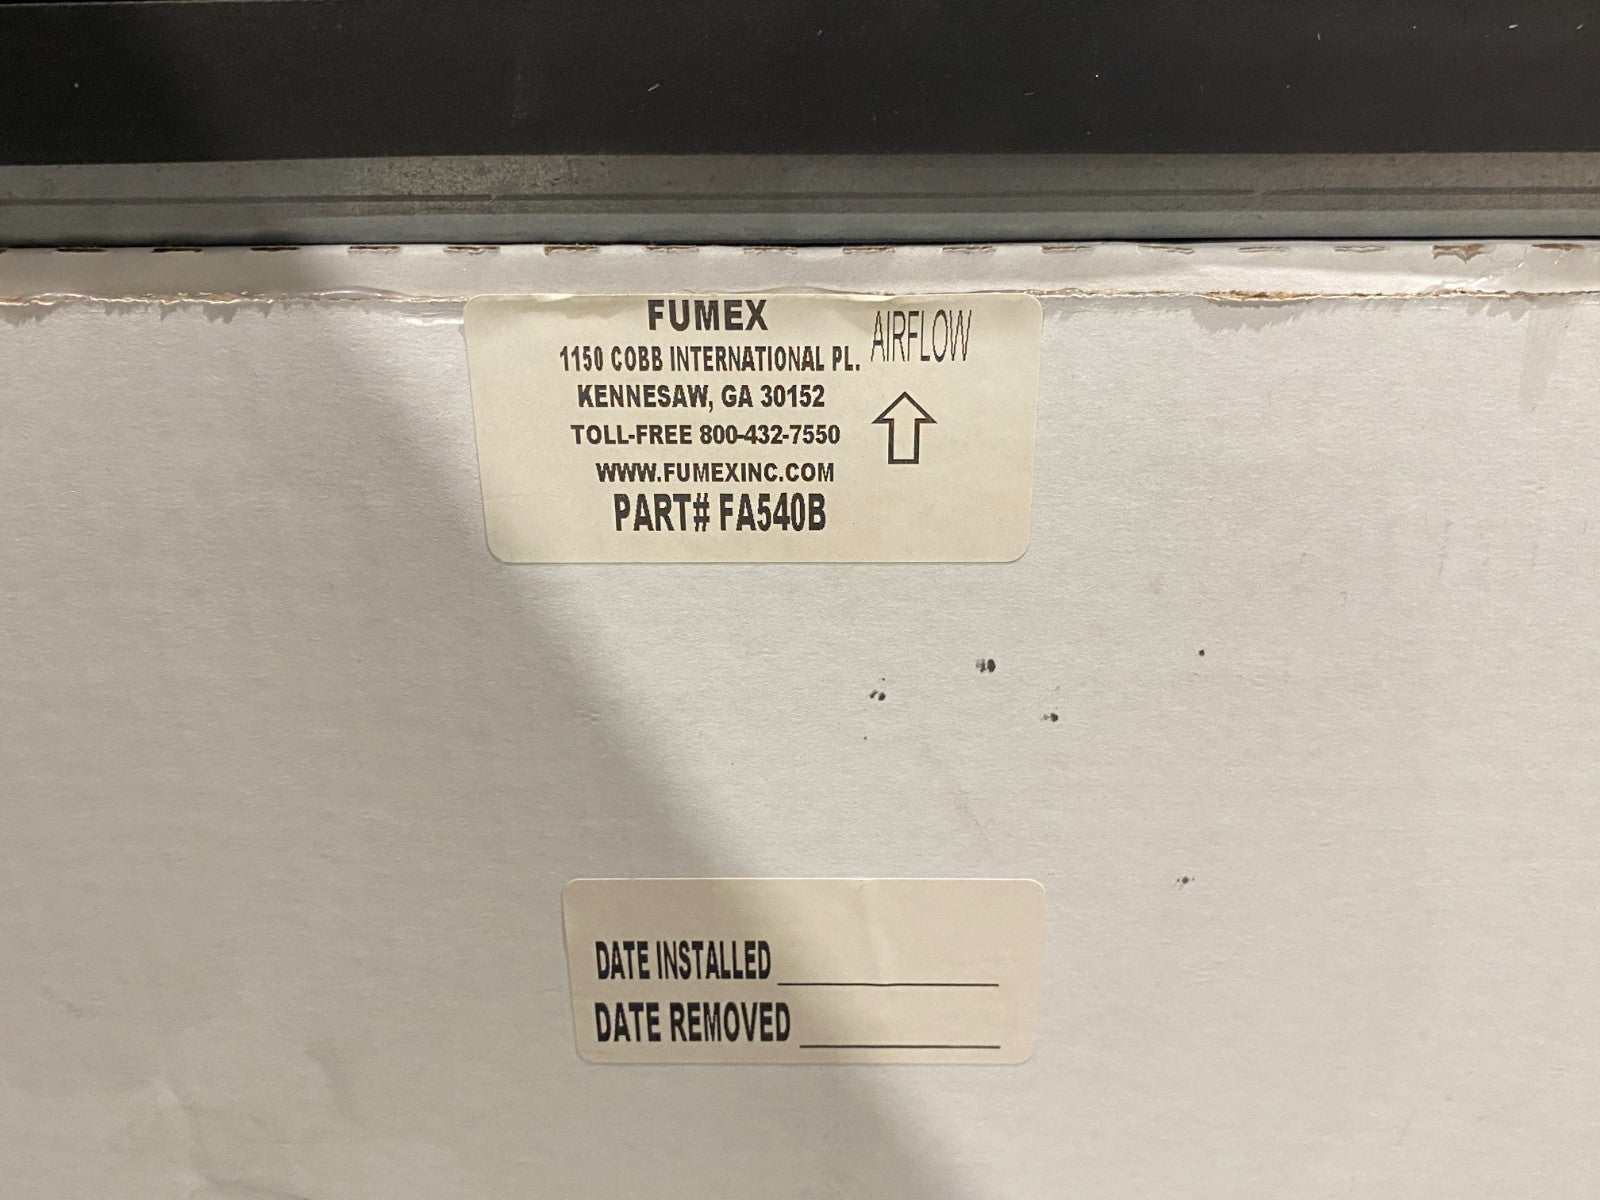 FUMEX
1150 COBB INTERNATIONAL PL.
KENNESAW, GA 30152
TOLL-FREE 800-432-7550
WWW.FUMEXINC.COM
PART# FA540B
AIRFLOW
DATE INSTALLED
DATE REMOVED